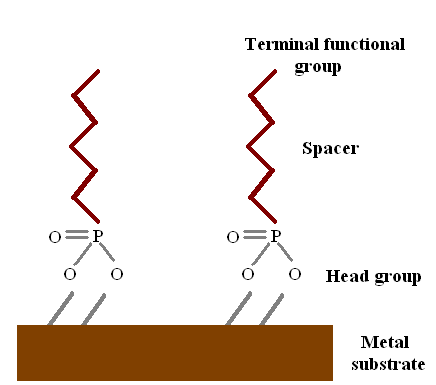 Terminal functional
group
Spacer
O P O P
O O O O
Head group
Metal
substrate